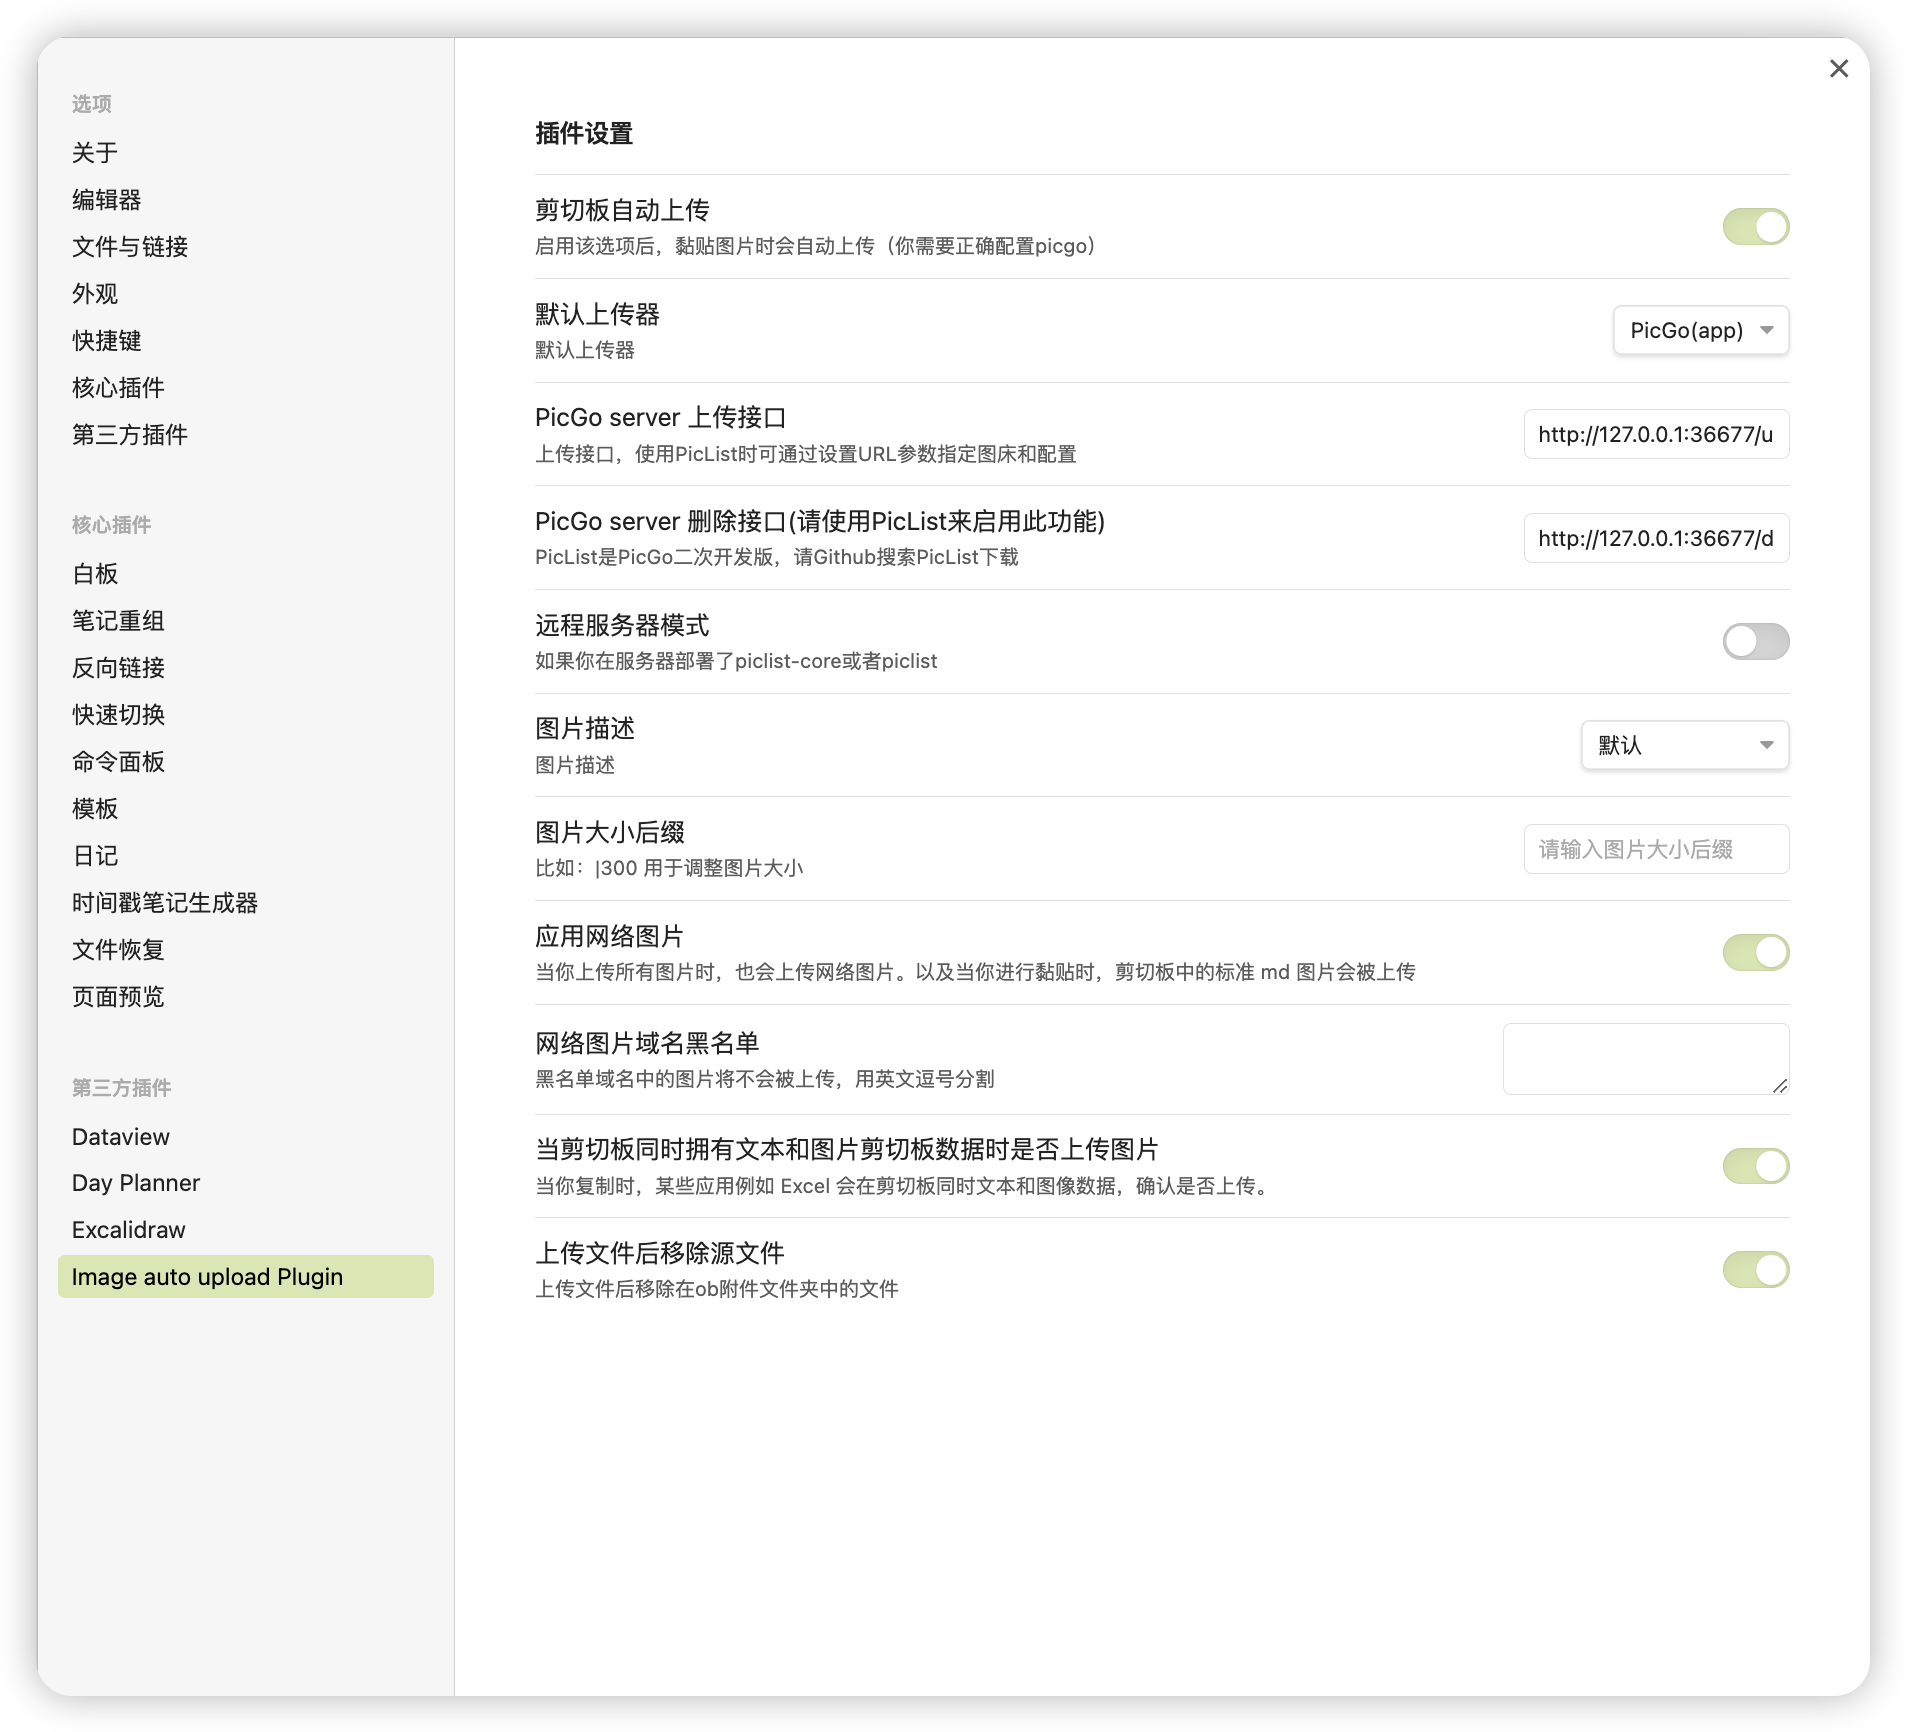 选项
关于
编辑器
文件与链接
外观
快捷键
核心插件
第三方插件
核心插件
白板
笔记重组
反向链接
快速切换
命令面板
模板
日记
时间戳笔记生成器
文件恢复
页面预览
第三方插件
Dataview
Day Planner
Excalidraw
Image auto upload Plugin
插件设置
剪切板自动上传
启用该选项后，黏贴图片时会自动上传（你需要正确配置picgo）
默认上传器
默认上传器
PicGo(app)
PicGo server 上传接口
上传接口，使用PicList时可通过设置URL参数指定图床和配置
http://127.0.0.1:36677/u
PicGo server 删除接口(请使用PicList来启用此功能)
PicList是PicGo二次开发版，请Github搜索PicList下载
http://127.0.0.1:36677/d
远程服务器模式
如果你在服务器部署了piclist-core或者piclist
图片描述
图片描述
默认
图片大小后缀
比如：|300 用于调整图片大小
请输入图片大小后缀
应用网络图片
当你上传所有图片时，也会上传网络图片。以及当你进行黏贴时，剪切板中的标准 md 图片会被上传
网络图片域名黑名单
黑名单域名中的图片将不会被上传，用英文逗号分割
当剪切板同时拥有文本和图片剪切板数据时是否上传图片
当你复制时，某些应用例如 Excel 会在剪切板同时文本和图像数据，确认是否上传。
上传文件后移除源文件
上传文件后移除在ob附件文件夹中的文件